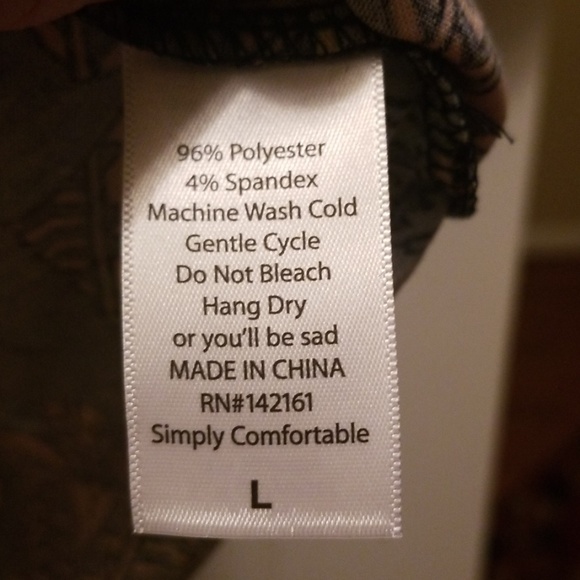 96% Polyester
4% Spandex
Machine Wash Cold
Gentle Cycle
Do Not Bleach
Hang Dry
or you'll be sad
MADE IN CHINA
RN#142161
Simply Comfortable
L